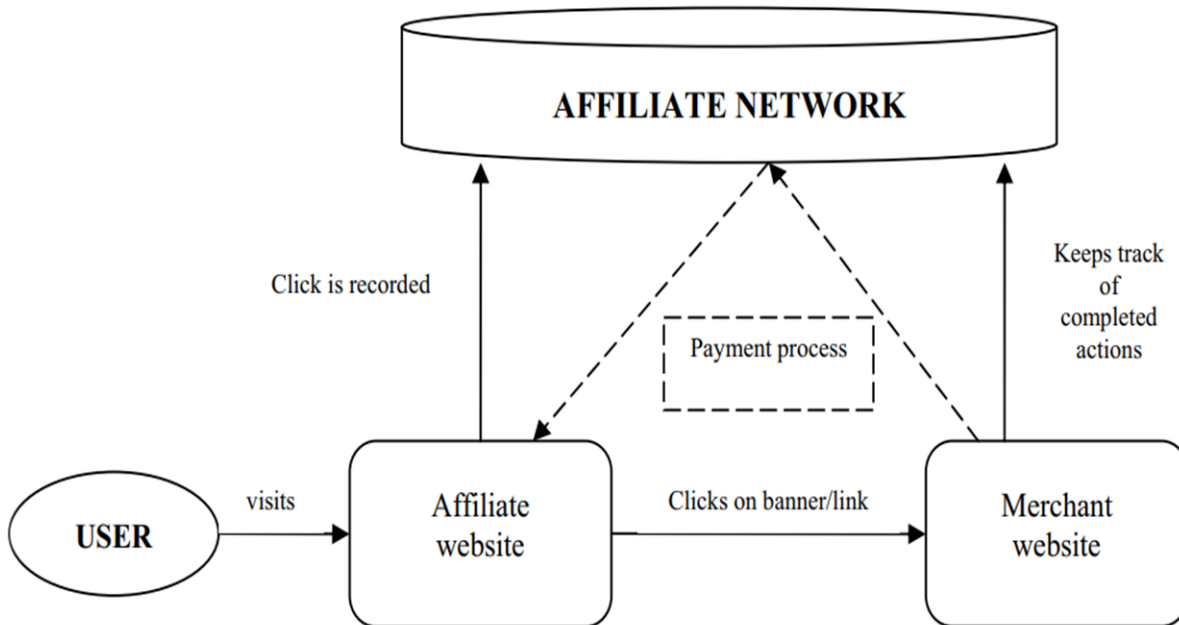 AFFILIATE NETWORK
Click is recorded
Keeps track
of
completed
actions
Payment process
USER
visits
Affiliate
website
Clicks on banner/link
Merchant
website